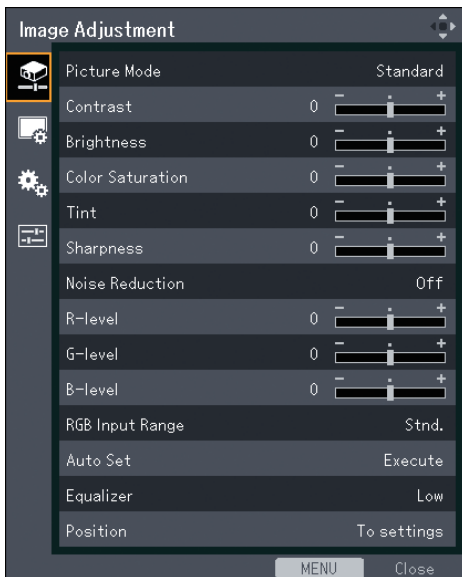 Image Adjustment
Picture Mode Standard
Contrast 0 - +
Brightness 0 - +
Color Saturation 0 - +
Tint 0 - +
Sharpness 0 - +
Noise Reduction Off
R-level 0 - +
G-level 0 - +
B-level 0 - +
RGB Input Range Stnd.
Auto Set Execute
Equalizer Low
Position To settings
MENU Close